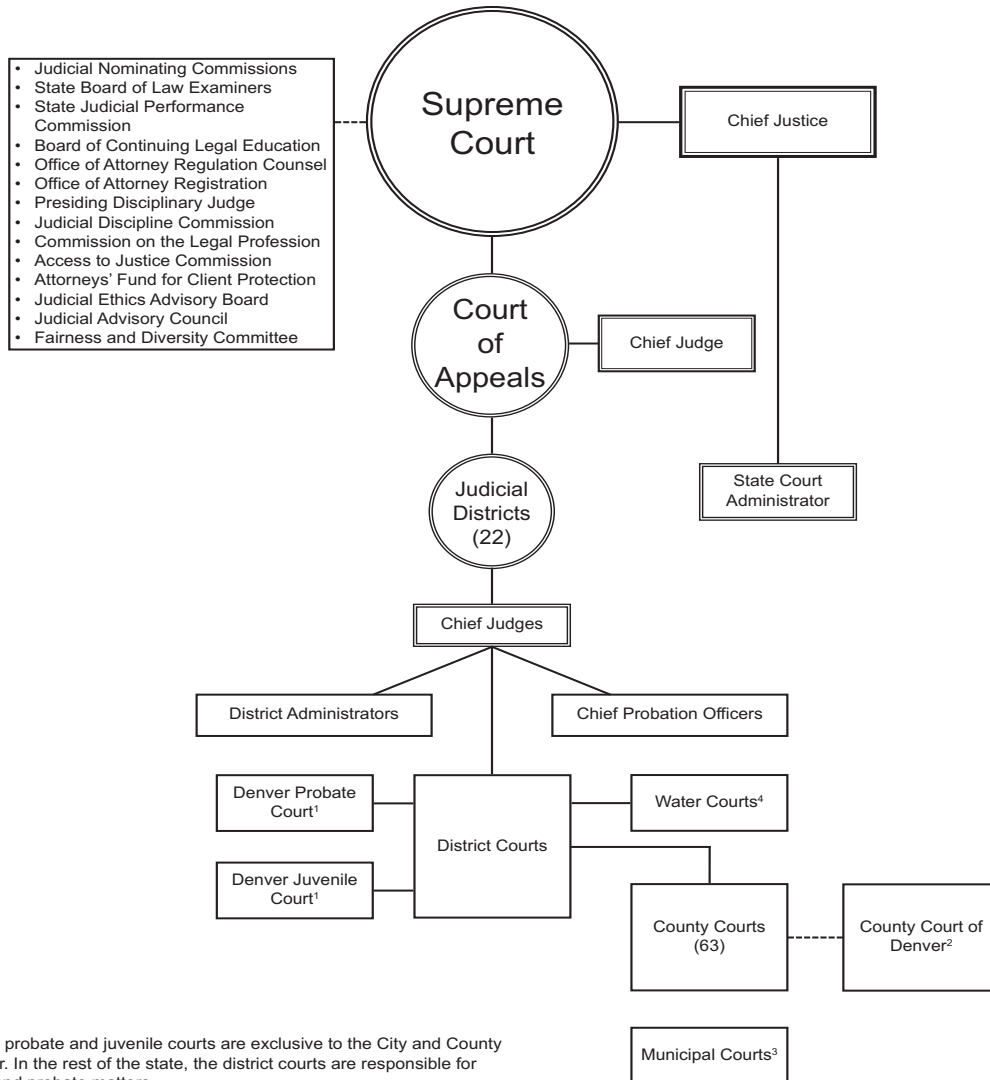 • Judicial Nominating Commissions
• State Board of Law Examiners
• State Judicial Performance
Commission
• Board of Continuing Legal Education
• Office of Attorney Regulation Counsel
• Office of Attorney Registration
• Presiding Disciplinary Judge
• Judicial Discipline Commission
• Commission on the Legal Profession
• Access to Justice Commission
• Attorneys’ Fund for Client Protection
• Judicial Ethics Advisory Board
• Judicial Advisory Council
• Fairness and Diversity Committee
Supreme
Court
Chief Justice
Court
of
Appeals
Chief Judge
State Court
Administrator
Judicial
Districts
(22)
Chief Judges
District Administrators
Chief Probation Officers
Denver Probate
Court¹
District Courts
Water Courts⁴
Denver Juvenile
Court¹
County Courts
(63)
County Court of
Denver²
Municipal Courts³
probate and juvenile courts are exclusive to the City and County
In the rest of the state, the district courts are responsible for
and probate matters